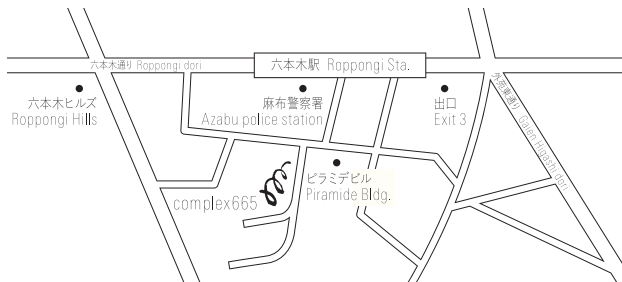 六本木通り Roppongi dori
六本木駅 Roppongi Sta.
六本木ヒルズ
Roppongi Hills
麻布警察署
Azabu police station
出口
Exit 3
外苑東通り Gaien Higashi dori
ピラミデビル
Piramide Bldg.
complex665